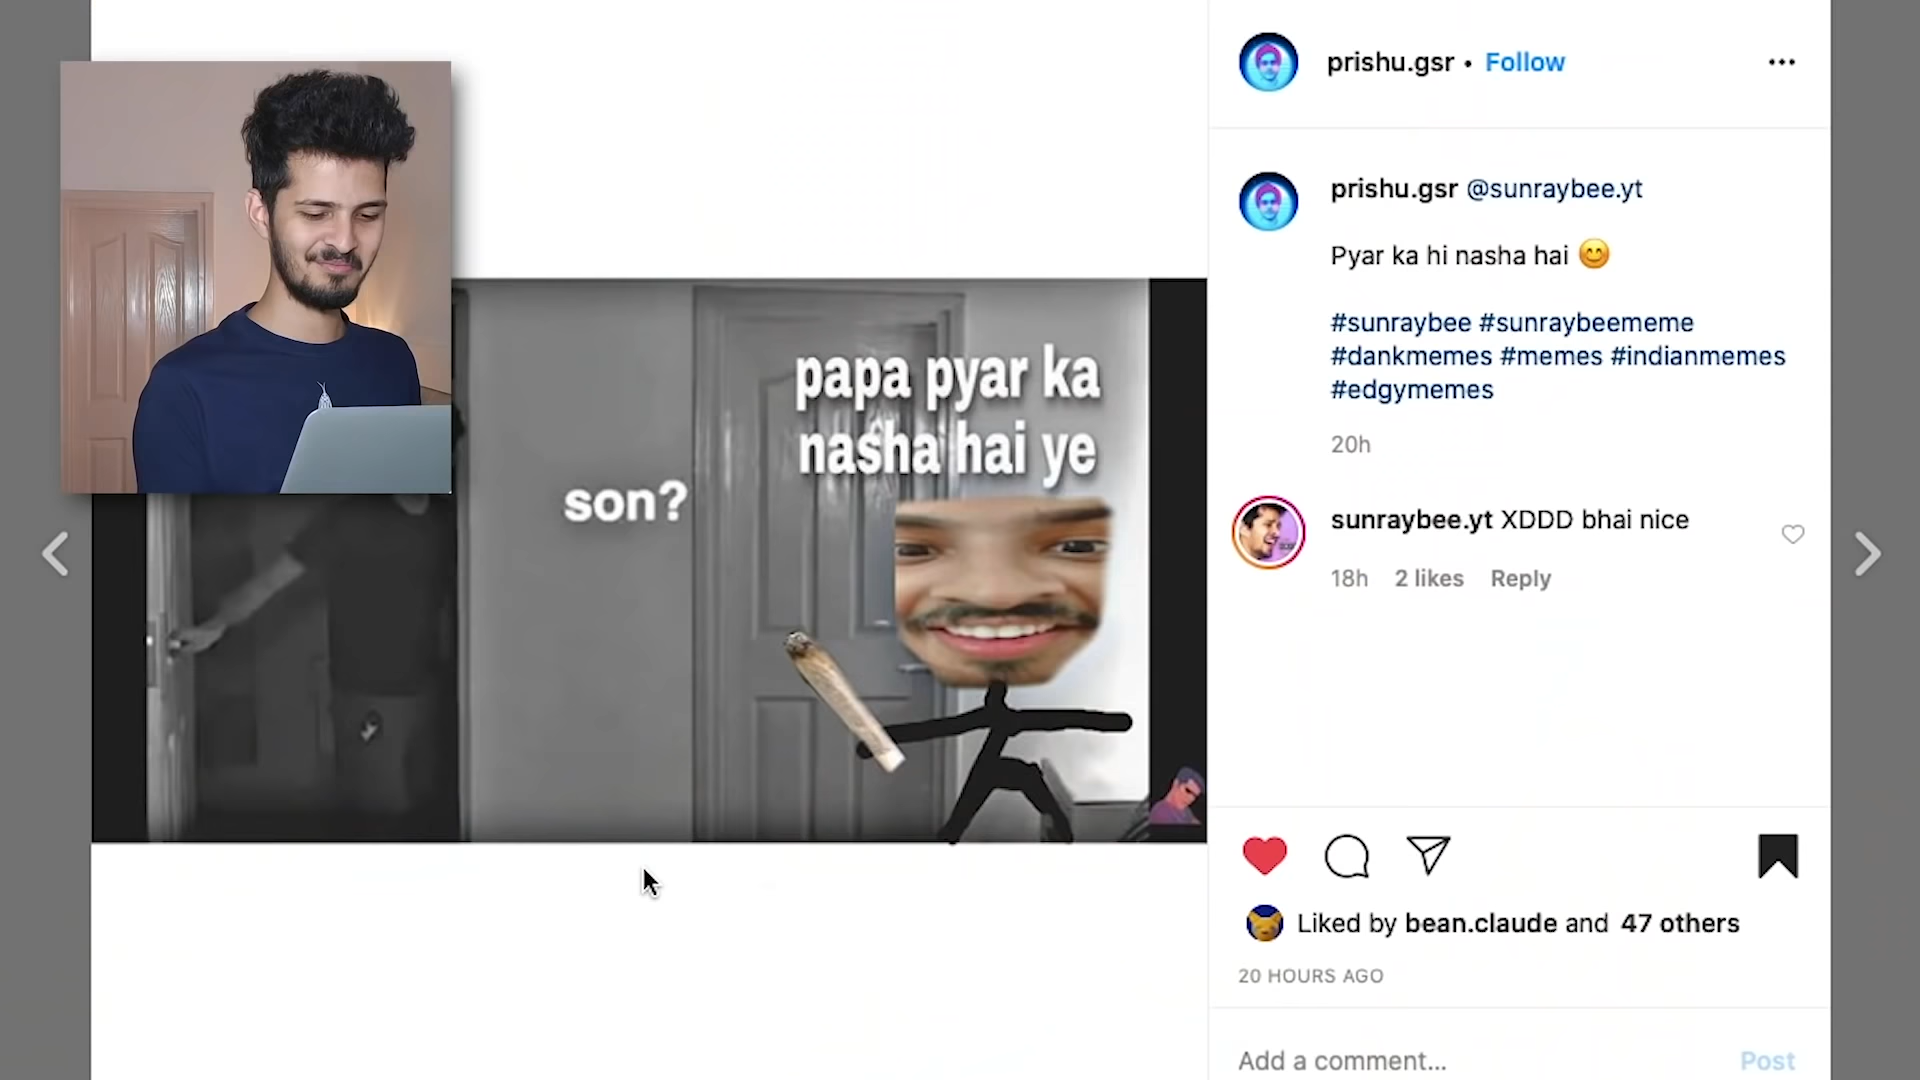 prishu.gsr • Follow
prishu.gsr @sunraybee.yt
Pyar ka hi nasha hai 😊
#sunraybee #sunraybeememe
#dankmemes #memes #indianmemes
#edgymemes
20h
sunraybee.yt XDDD bhai nice
18h 2 likes Reply
papa pyar ka
nasha hai ye
son?
Liked by bean.claude and 47 others
20 HOURS AGO
Add a comment... Post